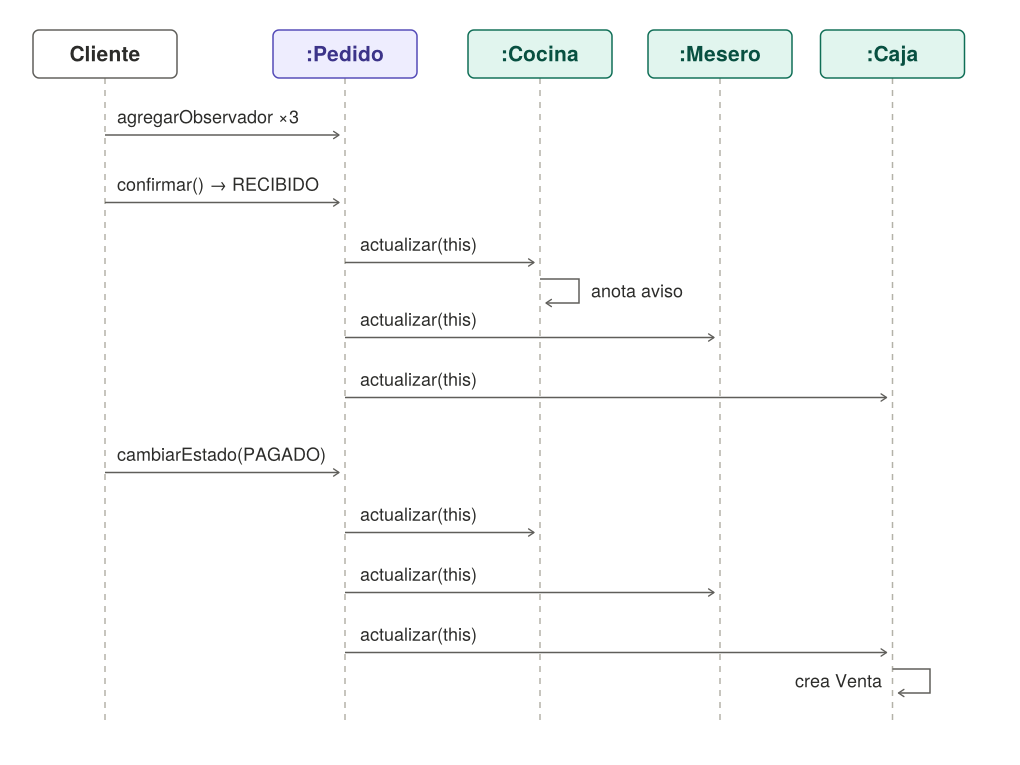 Cliente
:Pedido
:Cocina
:Mesero
:Caja
agregarObservador ×3
confirmar() → RECIBIDO
actualizar(this)
anota aviso
actualizar(this)
actualizar(this)
cambiarEstado(PAGADO)
actualizar(this)
actualizar(this)
actualizar(this)
crea Venta